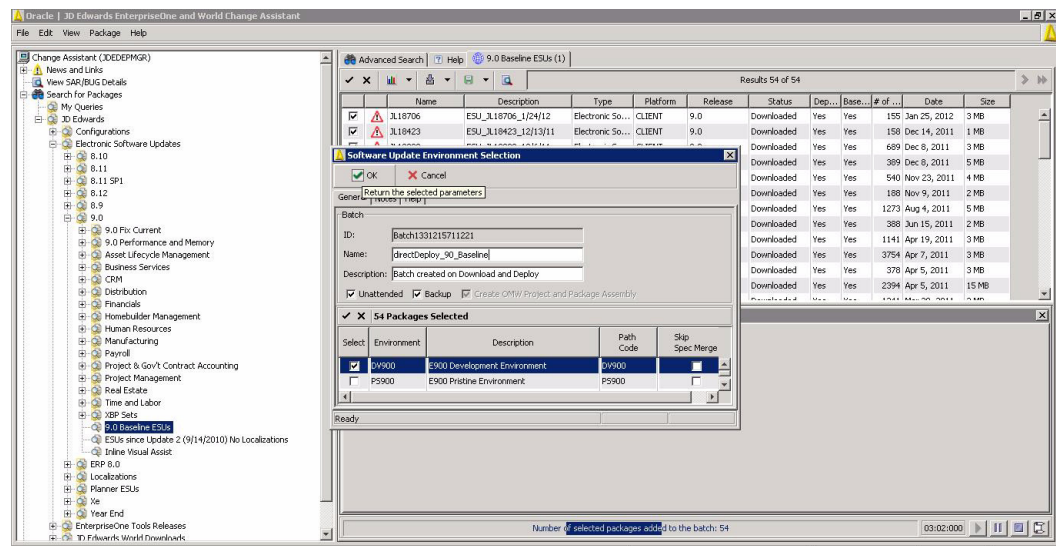 Oracle | JD Edwards EnterpriseOne and World Change Assistant
File Edit View Package Help
Change Assistant (JDEDEPMGR)
News and Links
View SAR/BUG Details
Search for Packages
My Queries
JD Edwards
Configurations
Electronic Software Updates
8.10
8.11
8.11 SP1
8.12
8.9
9.0
9.0 Fix Current
9.0 Performance and Memory
Asset Lifecycle Management
Business Services
CRM
Distribution
Financials
Homebuilder Management
Human Resources
Manufacturing
Payroll
Project & Gov't Contract Accounting
Project Management
Real Estate
Time and Labor
XBP Sets
9.0 Baseline ESUs
ESUs since Update 2 (9/14/2010) No Localizations
Inline Visual Assist
ERP 8.0
Localizations
Planner ESUs
Xe
Year End
EnterpriseOne Tools Releases
JD Edwards World Downloads
Advanced Search Help 9.0 Baseline ESUs (1)
Results 54 of 54
Name Description Type Platform Release Status Dep... Base... # of ... Date Size
JL18706 ESU_JL18706_1/24/12 Electronic So... CLIENT 9.0 Downloaded Yes Yes 155 Jan 25, 2012 3 MB
JL18423 ESU_JL18423_12/13/11 Electronic So... CLIENT 9.0 Downloaded Yes Yes 158 Dec 14, 2011 1 MB
Downloaded Yes Yes 689 Dec 8, 2011 3 MB
Downloaded Yes Yes 389 Dec 8, 2011 5 MB
Downloaded Yes Yes 540 Nov 23, 2011 4 MB
Downloaded Yes Yes 188 Nov 9, 2011 2 MB
Downloaded Yes Yes 1273 Aug 4, 2011 5 MB
Downloaded Yes Yes 388 Jun 15, 2011 2 MB
Downloaded Yes Yes 1141 Apr 19, 2011 3 MB
Downloaded Yes Yes 3754 Apr 7, 2011 3 MB
Downloaded Yes Yes 378 Apr 5, 2011 3 MB
Downloaded Yes Yes 2394 Apr 5, 2011 15 MB
Software Update Environment Selection
OK Cancel
Return the selected parameters
General Notes Help
Batch
ID: Batch1331215711221
Name: directDeploy_90_Baseline
Description: Batch created on Download and Deploy
Unattended Backup Create OMW Project and Package Assembly
54 Packages Selected
Select Environment Description Path Code Skip Spec Merge
DV900 E900 Development Environment DV900
PS900 E900 Pristine Environment PS900
Ready
Number of selected packages added to the batch: 54
03:02:000